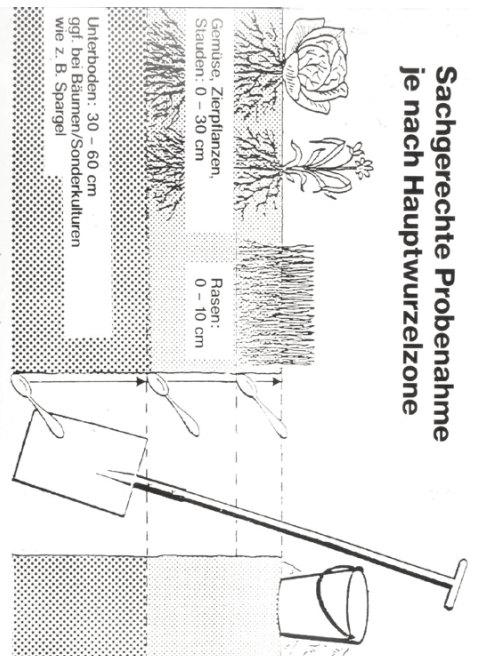 Sachgerechte Probenahme
je nach Hauptwurzelzone
Gemüse, Zierpflanzen,
Stauden: 0 – 30 cm
Rasen:
0 – 10 cm
Unterboden: 30 – 60 cm
ggf. bei Bäumen/Sonderkulturen
wie z. B. Spargel